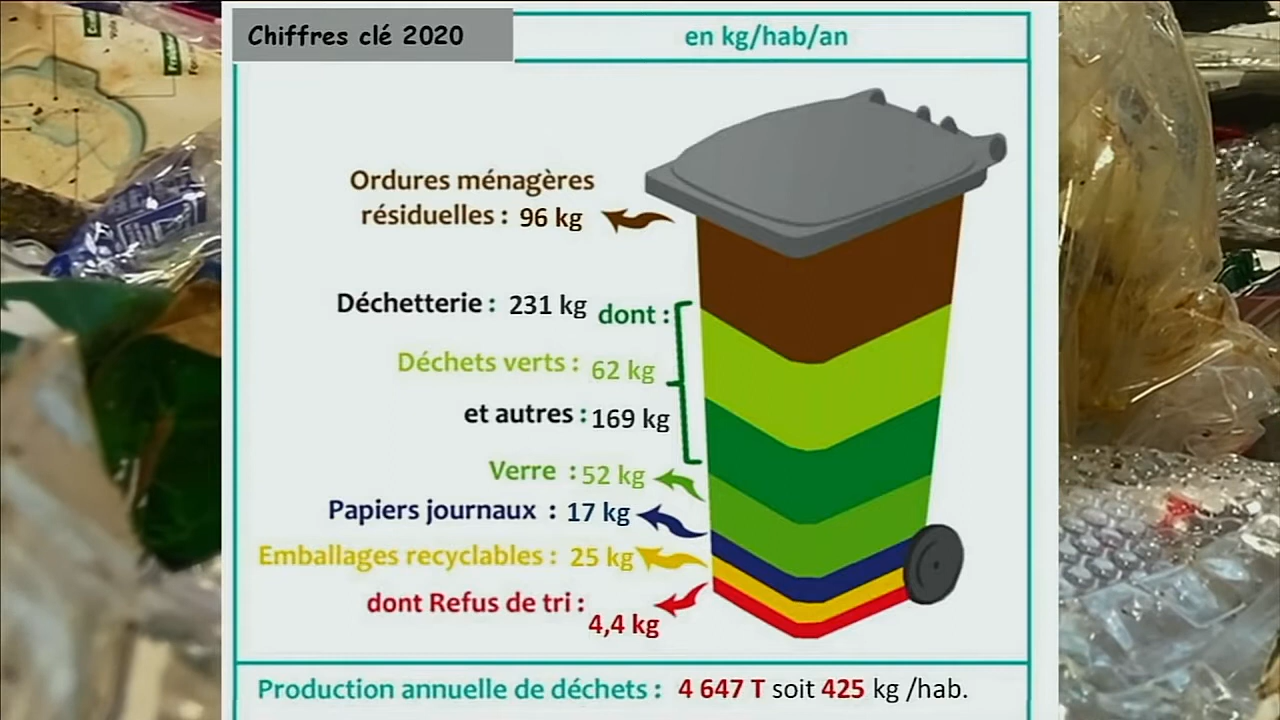 Chiffres clé 2020
en kg/hab/an
Ordures ménagères
résiduelles : 96 kg
Déchetterie : 231 kg dont :
Déchets verts : 62 kg
et autres : 169 kg
Verre : 52 kg
Papiers journaux : 17 kg
Emballages recyclables : 25 kg
dont Refus de tri :
4,4 kg
Production annuelle de déchets : 4 647 T soit 425 kg /hab.